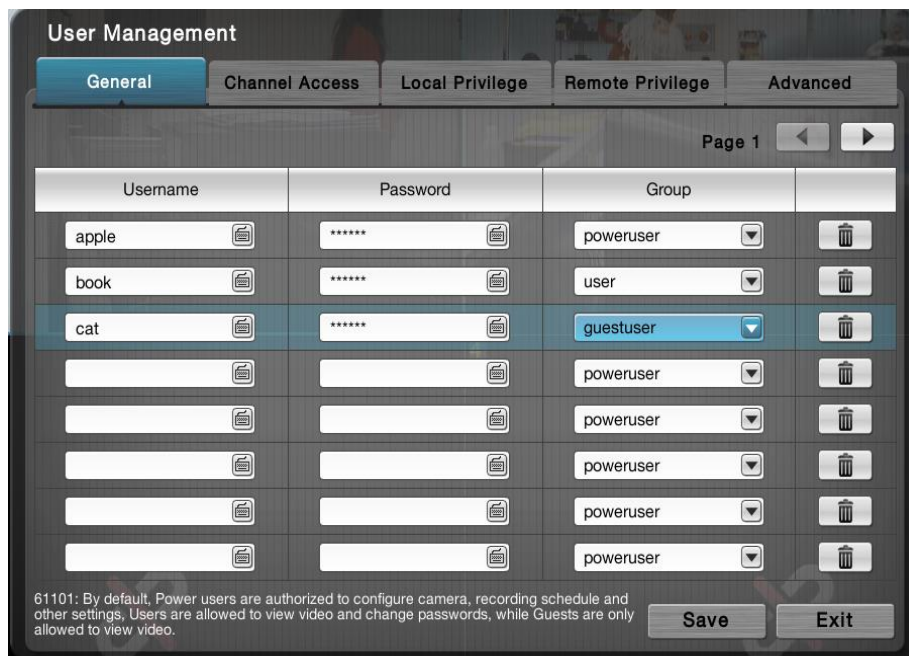 User Management
General Channel Access Local Privilege Remote Privilege Advanced
Page 1
Username Password Group
apple ****** poweruser
book ****** user
cat ****** guestuser
poweruser
poweruser
poweruser
poweruser
poweruser
61101: By default, Power users are authorized to configure camera, recording schedule and
other settings, Users are allowed to view video and change passwords, while Guests are only
allowed to view video.
Save Exit